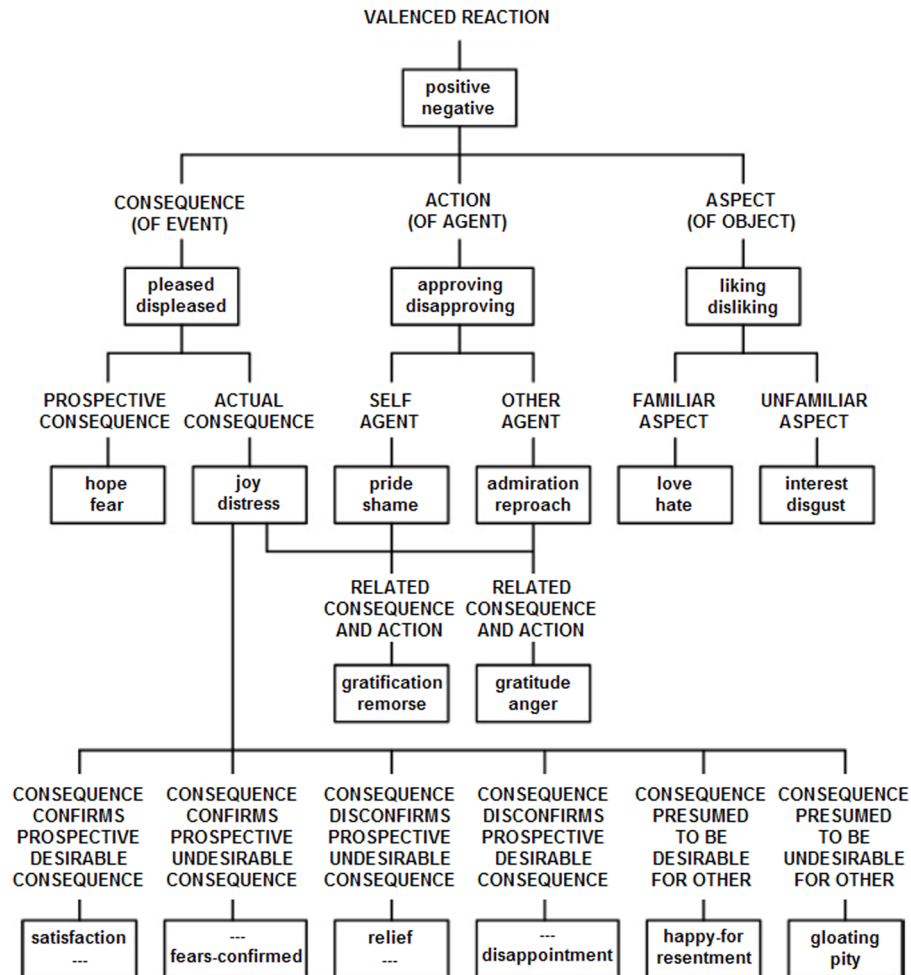 VALENCED REACTION
positive
negative
CONSEQUENCE
(OF EVENT)
ACTION
(OF AGENT)
ASPECT
(OF OBJECT)
pleased
displeased
approving
disapproving
liking
disliking
PROSPECTIVE
CONSEQUENCE
ACTUAL
CONSEQUENCE
SELF
AGENT
OTHER
AGENT
FAMILIAR
ASPECT
UNFAMILIAR
ASPECT
hope
fear
joy
distress
pride
shame
admiration
reproach
love
hate
interest
disgust
RELATED
CONSEQUENCE
AND ACTION
RELATED
CONSEQUENCE
AND ACTION
gratification
remorse
gratitude
anger
CONSEQUENCE
CONFIRMS
PROSPECTIVE
DESIRABLE
CONSEQUENCE
CONSEQUENCE
CONFIRMS
PROSPECTIVE
UNDESIRABLE
CONSEQUENCE
CONSEQUENCE
DISCONFIRMS
PROSPECTIVE
UNDESIRABLE
CONSEQUENCE
CONSEQUENCE
DISCONFIRMS
PROSPECTIVE
DESIRABLE
CONSEQUENCE
CONSEQUENCE
PRESUMED
TO BE
DESIRABLE
FOR OTHER
CONSEQUENCE
PRESUMED
TO BE
UNDESIRABLE
FOR OTHER
satisfaction
---
---
fears-confirmed
relief
---
---
disappointment
happy-for
resentment
gloating
pity